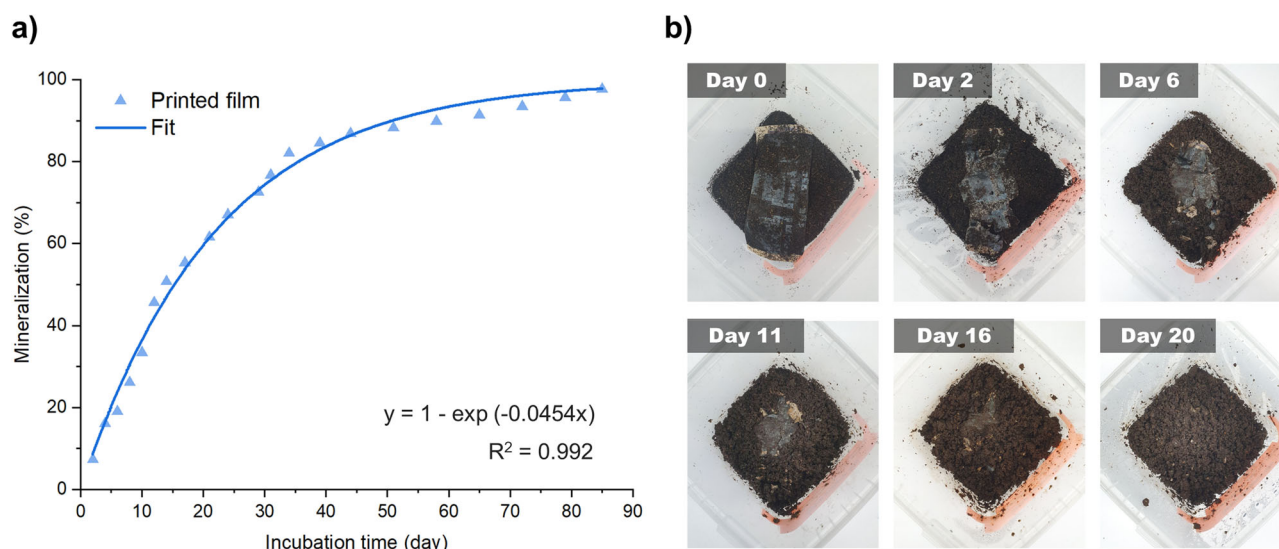 a)
Mineralization (%)
100
80
60
40
20
0
Printed film
Fit
y = 1 - exp (-0.0454x)
R² = 0.992
0 10 20 30 40 50 60 70 80 90
Incubation time (day)
b)
Day 0 Day 2 Day 6
Day 11 Day 16 Day 20